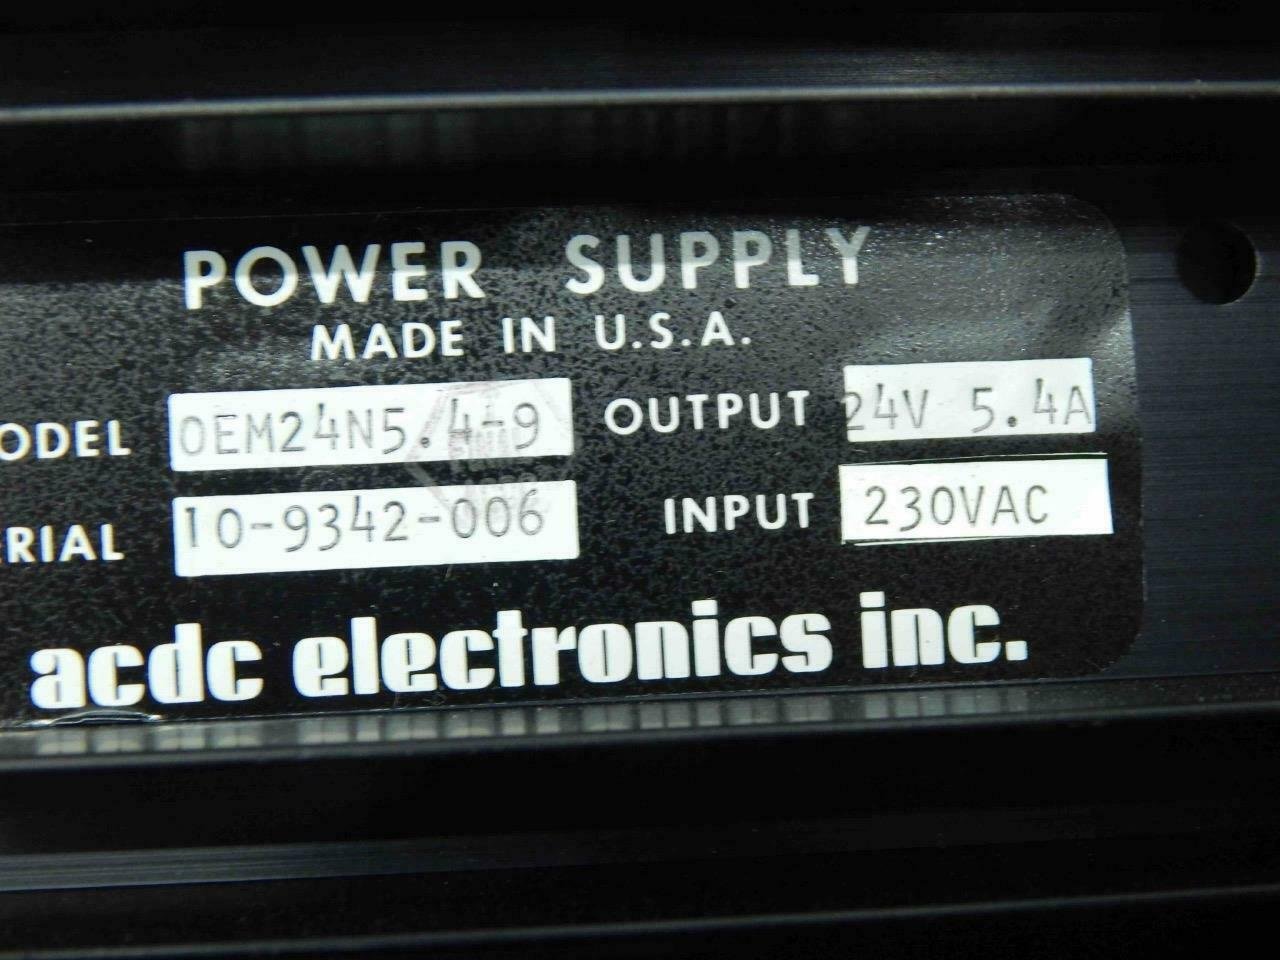 POWER SUPPLY
MADE IN U.S.A.
ODEL OEM24N5.4-9 OUTPUT 24V 5.4A
ERIAL 10-9342-006 INPUT 230VAC
acdc electronics inc.